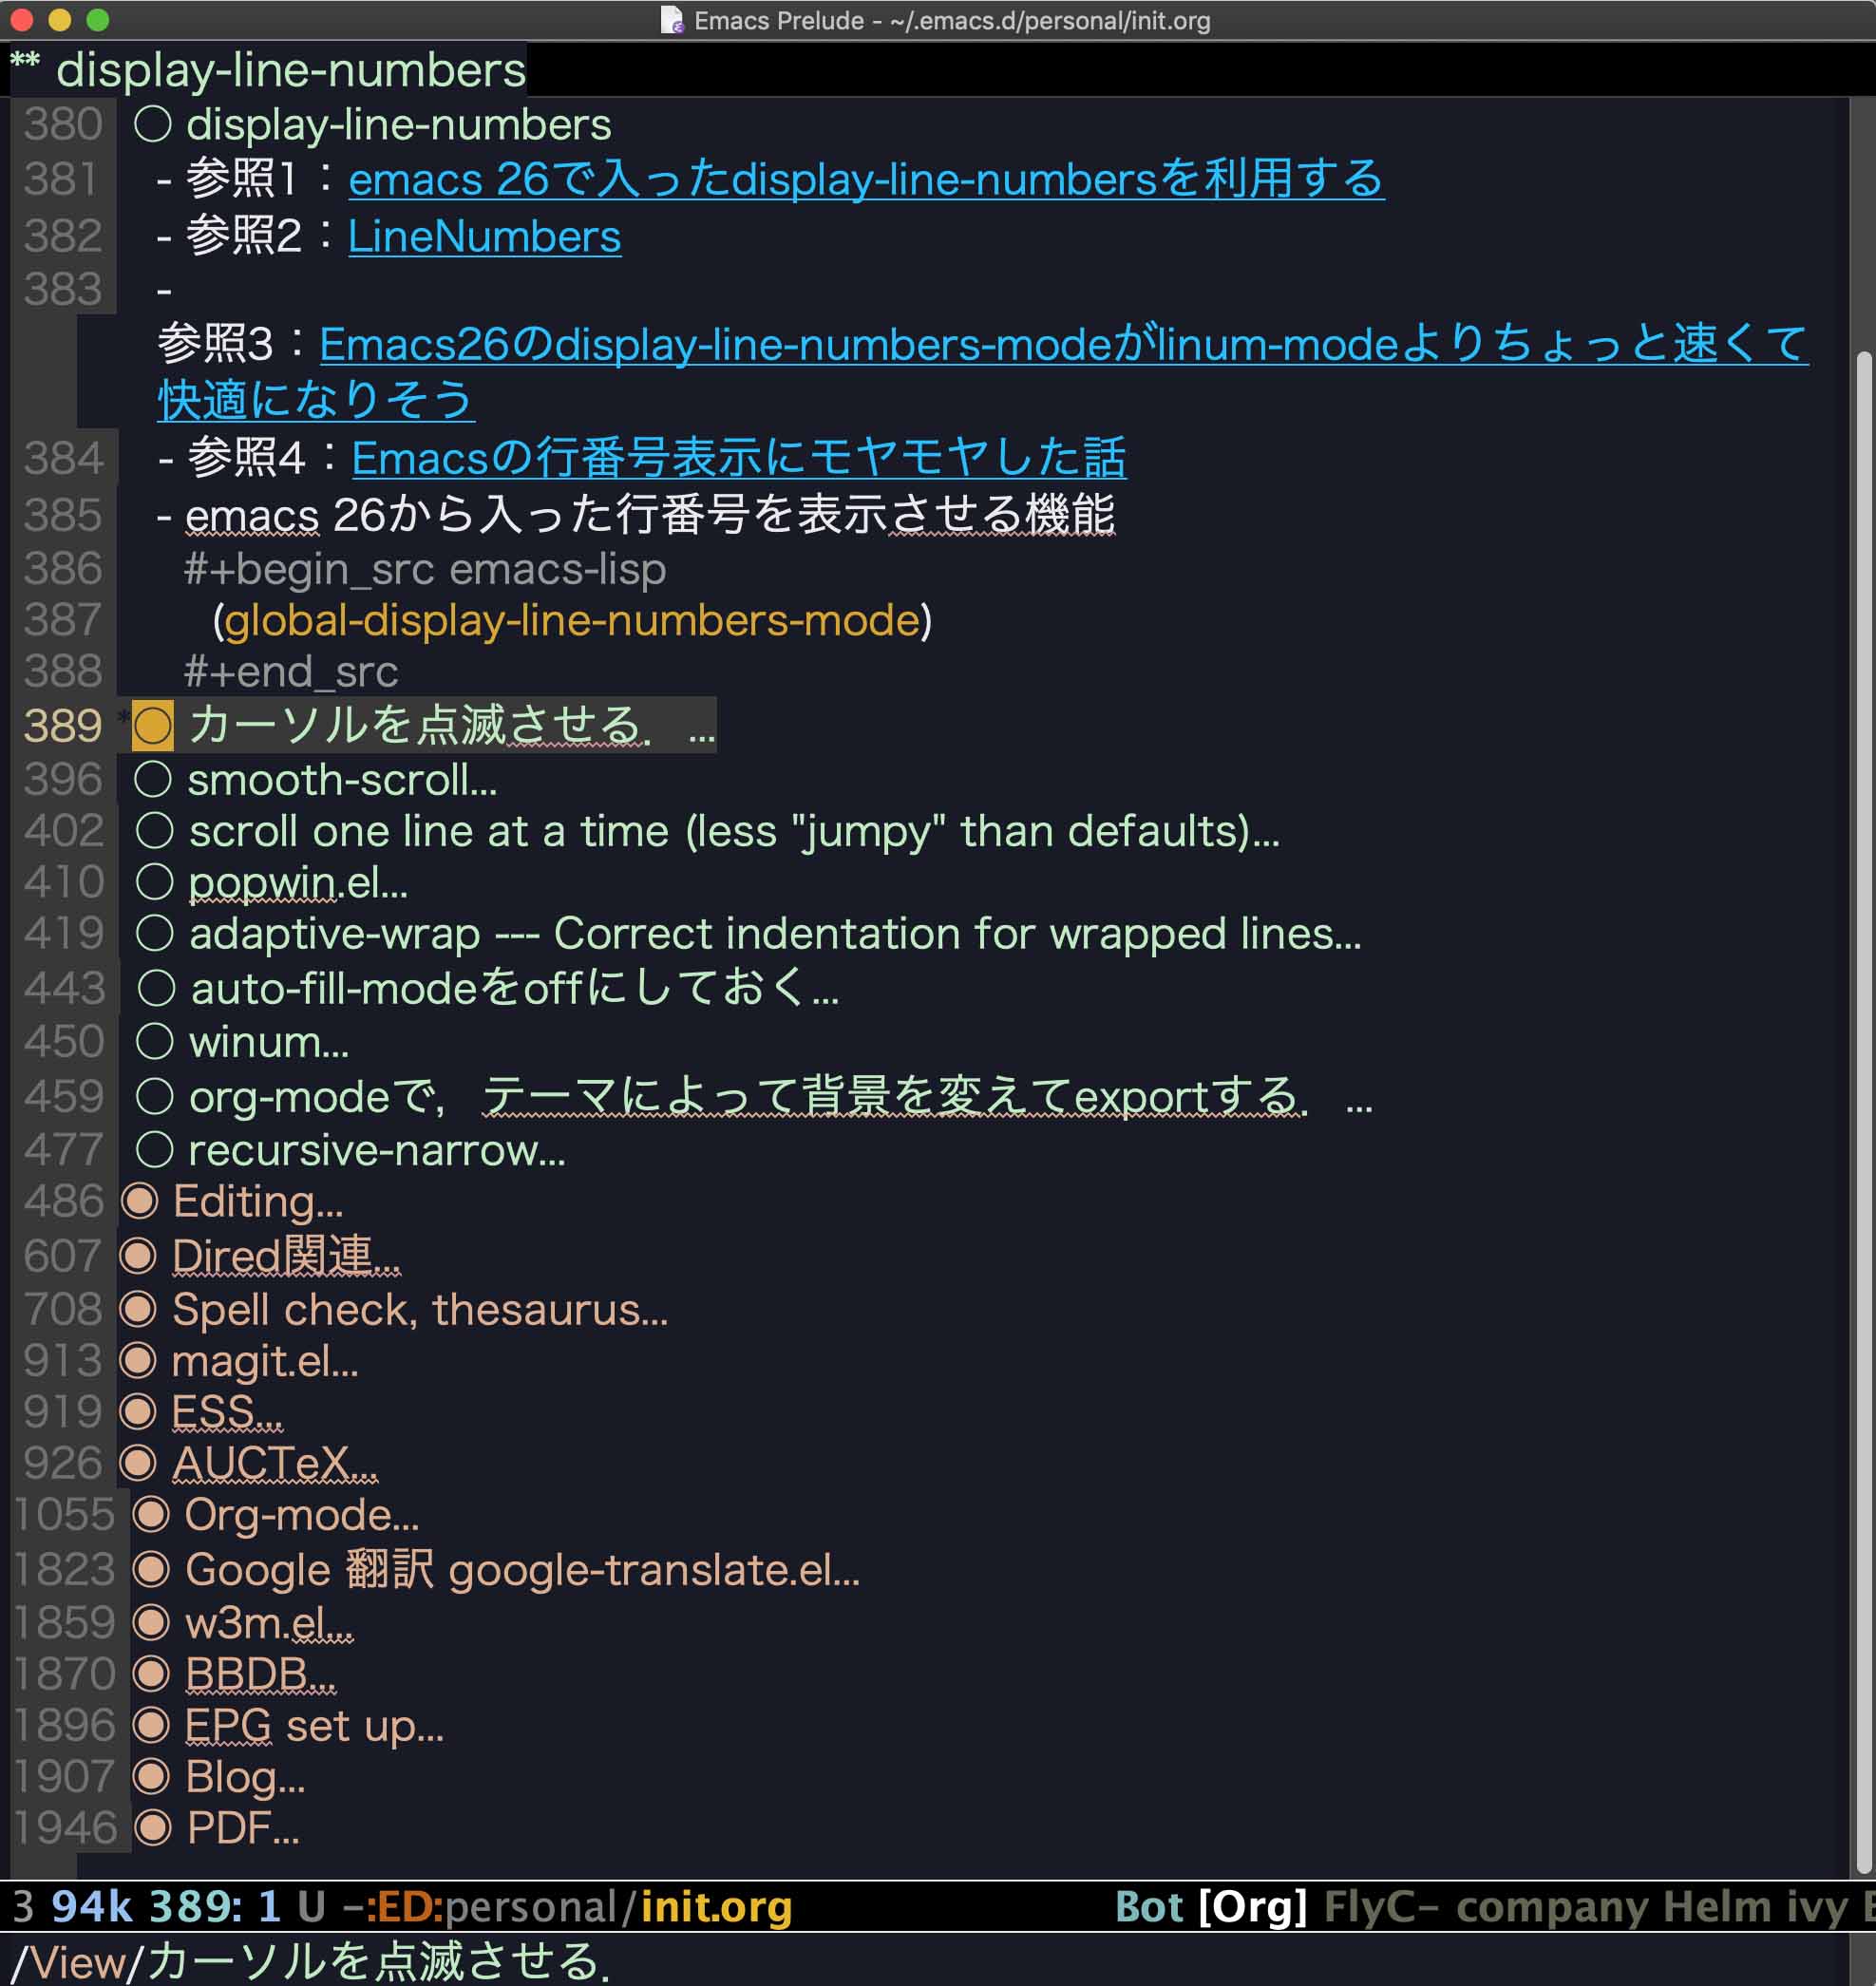 Emacs Prelude - ~/.emacs.d/personal/init.org
** display-line-numbers
380 ○ display-line-numbers
381 - 参照1：emacs 26で入ったdisplay-line-numbersを利用する
382 - 参照2：LineNumbers
383 -
参照3：Emacs26のdisplay-line-numbers-modeがlinum-modeよりちょっと速くて
快適になりそう
384 - 参照4：Emacsの行番号表示にモヤモヤした話
385 - emacs 26から入った行番号を表示させる機能
386 #+begin_src emacs-lisp
387 (global-display-line-numbers-mode)
388 #+end_src
389 *○ カーソルを点滅させる．...
396 ○ smooth-scroll...
402 ○ scroll one line at a time (less "jumpy" than defaults)...
410 ○ popwin.el...
419 ○ adaptive-wrap --- Correct indentation for wrapped lines...
443 ○ auto-fill-modeをoffにしておく...
450 ○ winum...
459 ○ org-modeで，テーマによって背景を変えてexportする．...
477 ○ recursive-narrow...
486 ◉ Editing...
607 ◉ Dired関連...
708 ◉ Spell check, thesaurus...
913 ◉ magit.el...
919 ◉ ESS...
926 ◉ AUCTeX...
1055 ◉ Org-mode...
1823 ◉ Google 翻訳 google-translate.el...
1859 ◉ w3m.el...
1870 ◉ BBDB...
1896 ◉ EPG set up...
1907 ◉ Blog...
1946 ◉ PDF...
3 94k 389: 1 U -:ED:personal/init.org Bot [Org] FlyC- company Helm ivy
/View/カーソルを点滅させる．